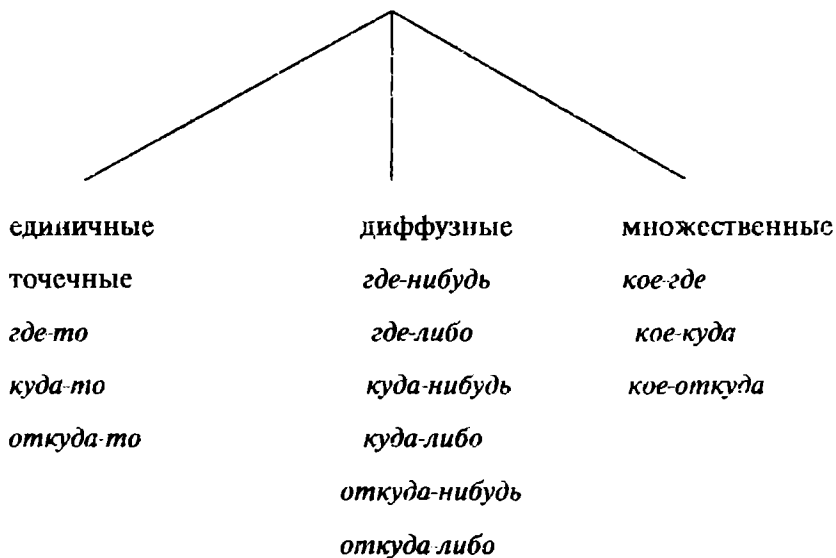 единичные
точечные
где-то
куда-то
откуда-то
диффузные
где-нибудь
где-либо
куда-нибудь
куда-либо
откуда-нибудь
откуда-либо
множественные
кое-где
кое-куда
кое-откуда